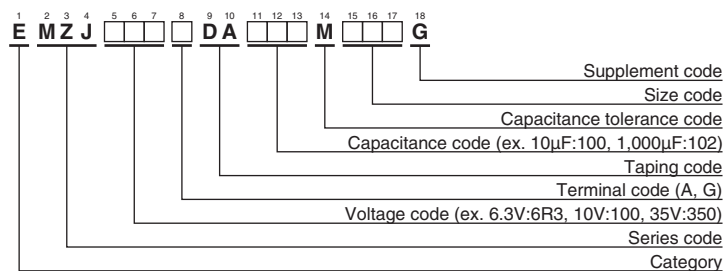 1 2 3 4 5 6 7 8 9 10 11 12 13 14 15 16 17 18
E MZJ □□□ □ DA □□□ M □□□ G
Supplement code
Size code
Capacitance tolerance code
Capacitance code (ex. 10µF:100, 1,000µF:102)
Taping code
Terminal code (A, G)
Voltage code (ex. 6.3V:6R3, 10V:100, 35V:350)
Series code
Category